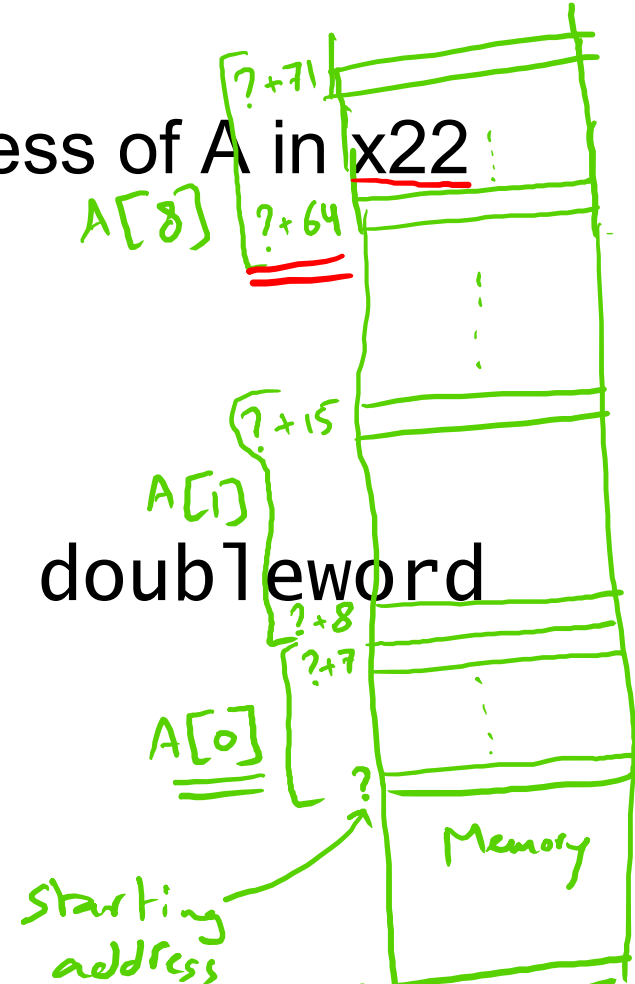 ?+71
ess of A in x22
A[8] ?+64
?+15
A[1]
doubleword
?+8
?+7
A[0]
?
Memory
starting
address